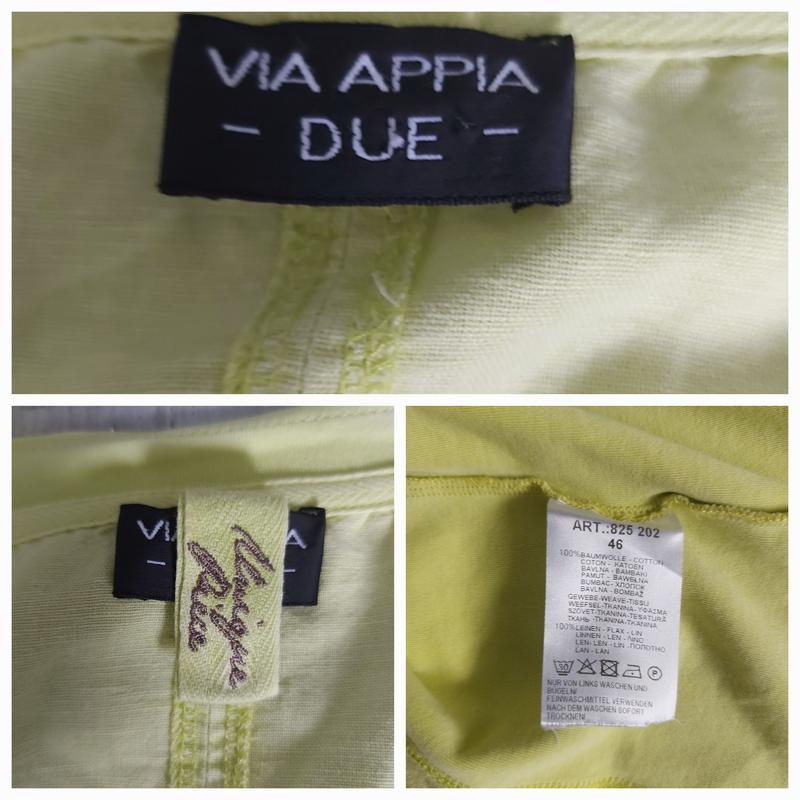 VIA APPIA
- DUE -
VI A
Unique
Piece
ART.:825 202
46
100%BAUMWOLLE - COTTON
COTON - KATOEN
BAVLNA - BAMBAKI
PAMUT - BAWEŁNA
BUMBAC- ХЛОПОК
BAVLNA - BOMBAŽ
GEWEBE-WEAVE-TISSU
WEEFSEL-TKANINA-ΥΦΑΣΜΑ
SZÖVET-TKANINA-TESATURĂ
ТКАНЬ -TKANINA-TKANINA
100%LEINEN - FLAX - LIN
LINNEN - LEN - ΛΙΝΟ
LEN- LEN - LIN -ПОЛОТНО
LAN - LAN
30
P
NUR VON LINKS WASCHEN UND
BÜGELN/
FEINWASCHMITTEL VERWENDEN
NACH DEM WASCHEN SOFORT
TROCKNEN/